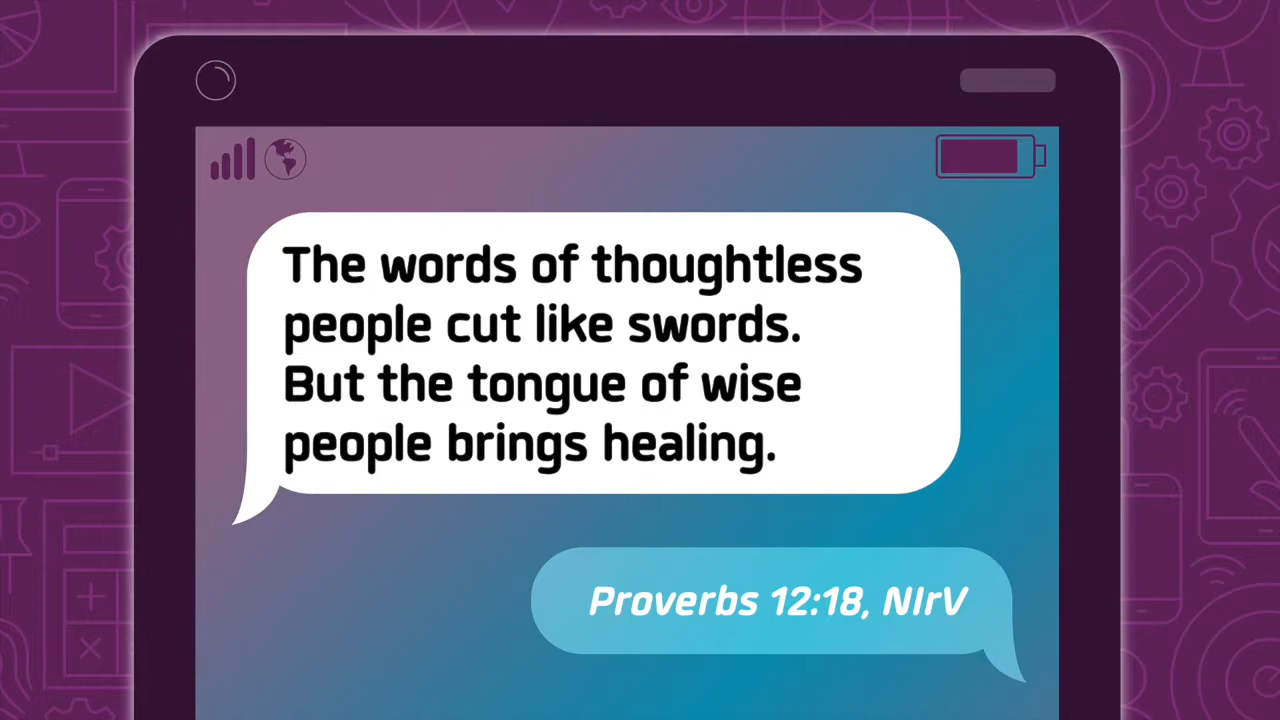 The words of thoughtless
people cut like swords.
But the tongue of wise
people brings healing.
Proverbs 12:18, NIrV